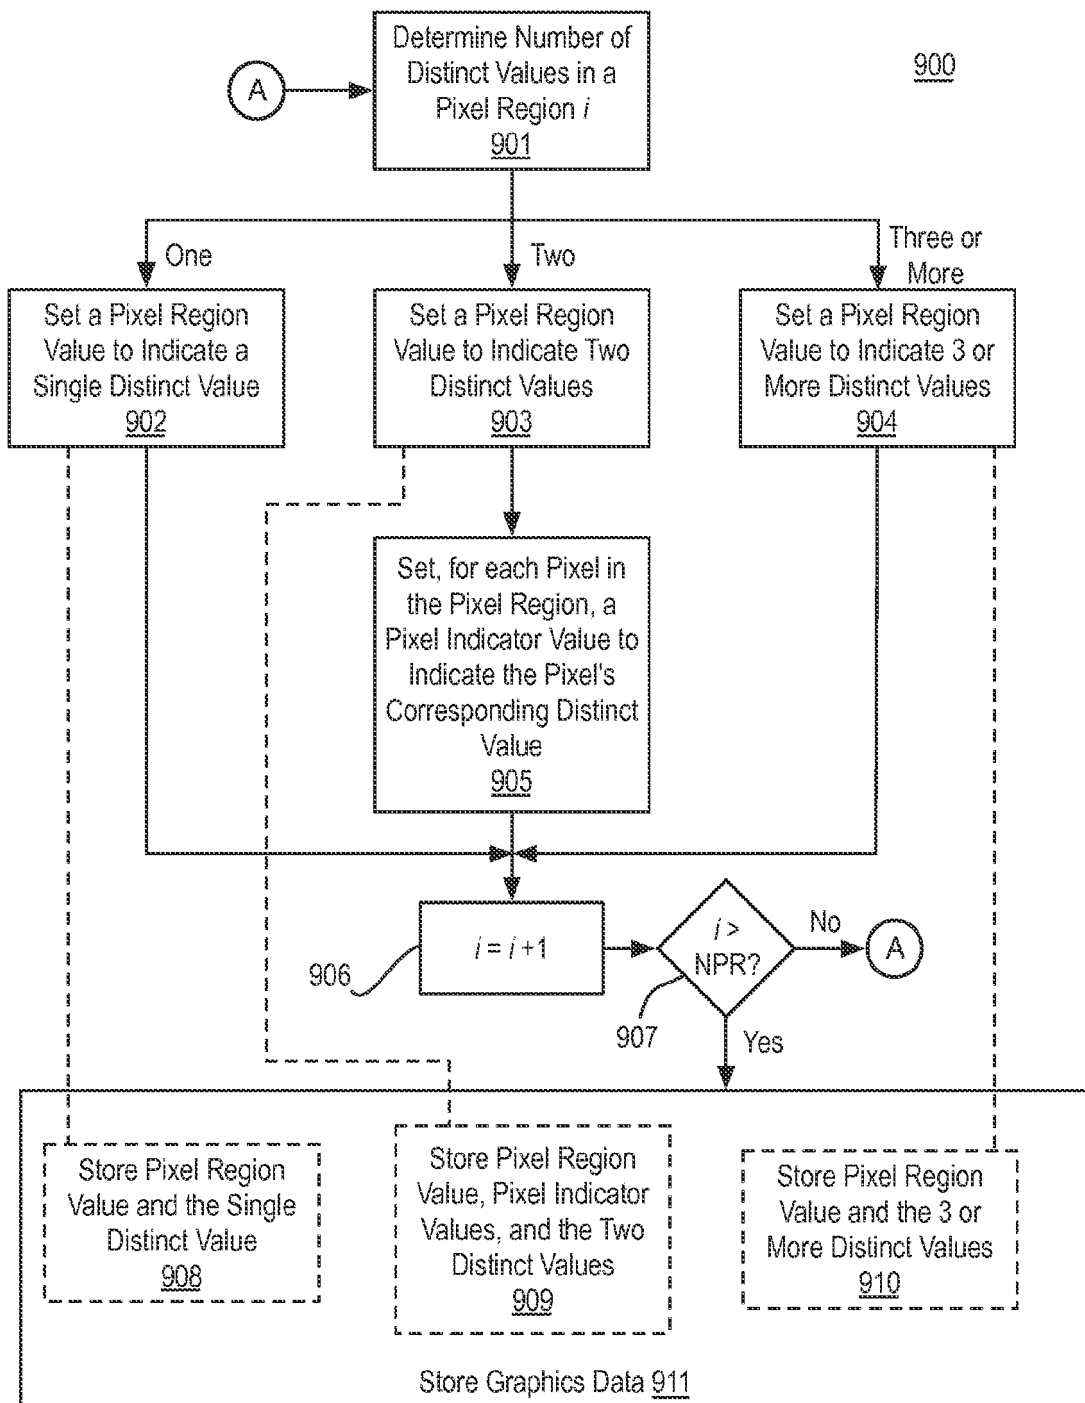 900
A
Determine Number of
Distinct Values in a
Pixel Region i
901
One
Two
Three or
More
Set a Pixel Region
Value to Indicate a
Single Distinct Value
902
Set a Pixel Region
Value to Indicate Two
Distinct Values
903
Set a Pixel Region
Value to Indicate 3 or
More Distinct Values
904
Set, for each Pixel in
the Pixel Region, a
Pixel Indicator Value to
Indicate the Pixel's
Corresponding Distinct
Value
905
i = i +1
906
i >
NPR?
907
No
A
Yes
Store Pixel Region
Value and the Single
Distinct Value
908
Store Pixel Region
Value, Pixel Indicator
Values, and the Two
Distinct Values
909
Store Pixel Region
Value and the 3 or
More Distinct Values
910
Store Graphics Data 911